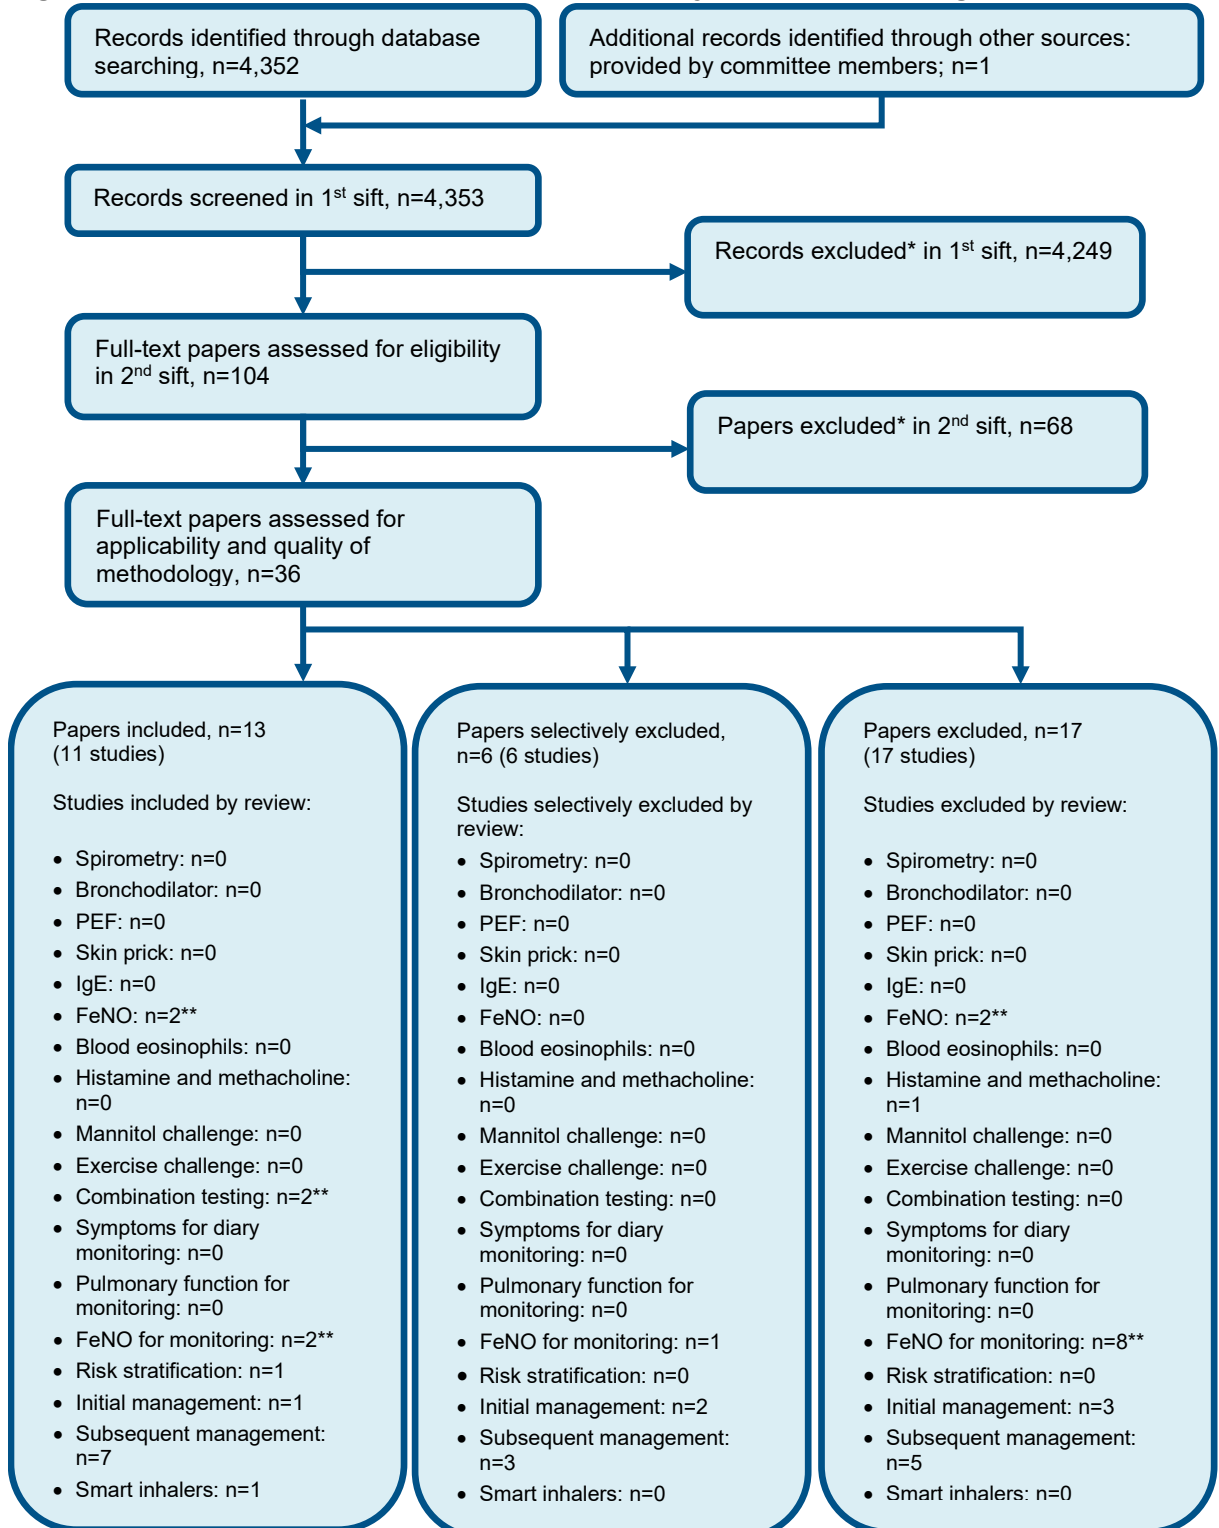 Records identified through database
searching, n=4,352
Additional records identified through other sources:
provided by committee members; n=1
Records screened in 1st sift, n=4,353
Records excluded* in 1st sift, n=4,249
Full-text papers assessed for eligibility
in 2nd sift, n=104
Papers excluded* in 2nd sift, n=68
Full-text papers assessed for
applicability and quality of
methodology, n=36
Papers included, n=13
(11 studies)
Studies included by review:
• Spirometry: n=0
• Bronchodilator: n=0
• PEF: n=0
• Skin prick: n=0
• IgE: n=0
• FeNO: n=2**
• Blood eosinophils: n=0
• Histamine and methacholine:
n=0
• Mannitol challenge: n=0
• Exercise challenge: n=0
• Combination testing: n=2**
• Symptoms for diary
monitoring: n=0
• Pulmonary function for
monitoring: n=0
• FeNO for monitoring: n=2**
• Risk stratification: n=1
• Initial management: n=1
• Subsequent management:
n=7
• Smart inhalers: n=1
Papers selectively excluded,
n=6 (6 studies)
Studies selectively excluded by
review:
• Spirometry: n=0
• Bronchodilator: n=0
• PEF: n=0
• Skin prick: n=0
• IgE: n=0
• FeNO: n=0
• Blood eosinophils: n=0
• Histamine and methacholine:
n=0
• Mannitol challenge: n=0
• Exercise challenge: n=0
• Combination testing: n=0
• Symptoms for diary
monitoring: n=0
• Pulmonary function for
monitoring: n=0
• FeNO for monitoring: n=1
• Risk stratification: n=0
• Initial management: n=2
• Subsequent management:
n=3
• Smart inhalers: n=0
Papers excluded, n=17
(17 studies)
Studies excluded by review:
• Spirometry: n=0
• Bronchodilator: n=0
• PEF: n=0
• Skin prick: n=0
• IgE: n=0
• FeNO: n=2**
• Blood eosinophils: n=0
• Histamine and methacholine:
n=1
• Mannitol challenge: n=0
• Exercise challenge: n=0
• Combination testing: n=0
• Symptoms for diary
monitoring: n=0
• Pulmonary function for
monitoring: n=0
• FeNO for monitoring: n=8**
• Risk stratification: n=0
• Initial management: n=3
• Subsequent management:
n=5
• Smart inhalers: n=0